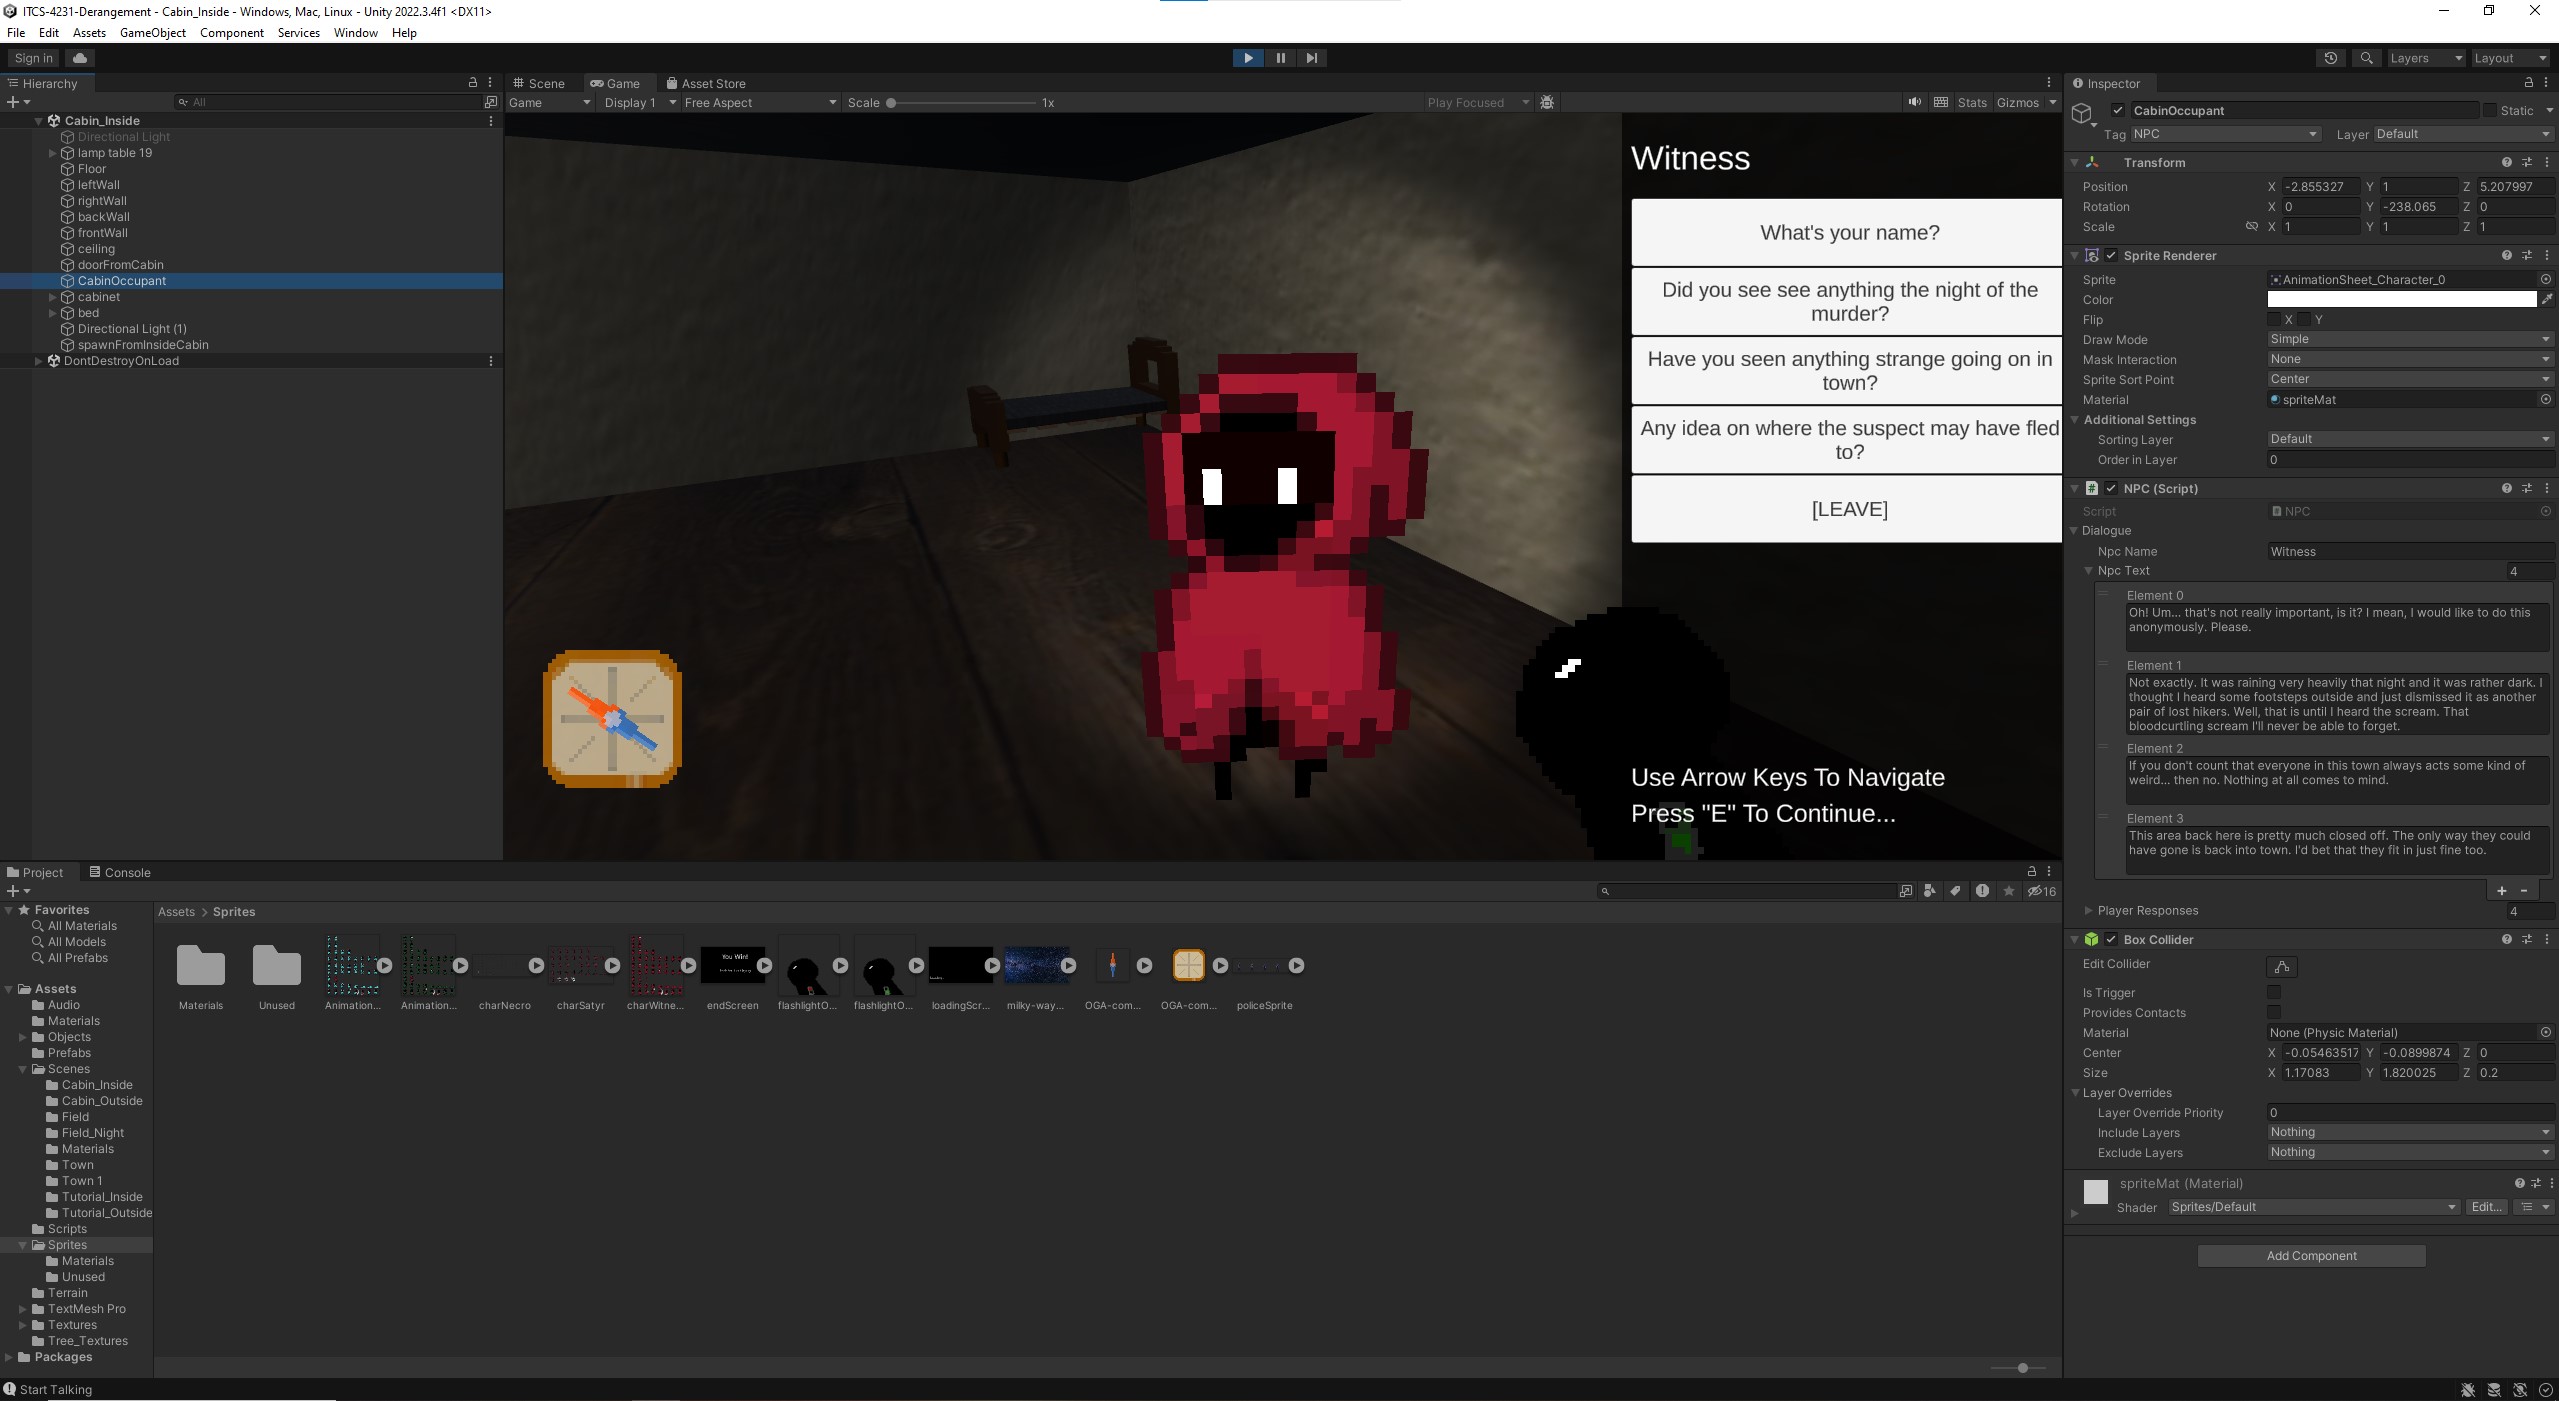 ITCS-4231-Derangement - Cabin_Inside - Windows, Mac, Linux - Unity 2022.3.4f1 <DX11>
File Edit Assets GameObject Component Services Window Help
Sign in
Layers Layout
Hierarchy
All
Cabin_Inside
Directional Light
lamp table 19
Floor
leftWall
rightWall
backWall
frontWall
ceiling
doorFromCabin
CabinOccupant
cabinet
bed
Directional Light (1)
spawnFromInsideCabin
DontDestroyOnLoad
Scene Game Asset Store
Game Display 1 Free Aspect Scale 1x Play Focused Stats Gizmos
Witness
What's your name?
Did you see see anything the night of the
murder?
Have you seen anything strange going on in
town?
Any idea on where the suspect may have fled
to?
[LEAVE]
Use Arrow Keys To Navigate
Press "E" To Continue...
Inspector
CabinOccupant Static
Tag NPC Layer Default
Transform
Position X -2.855327 Y 1 Z 5.207997
Rotation X 0 Y -238.065 Z 0
Scale X 1 Y 1 Z 1
Sprite Renderer
Sprite AnimationSheet_Character_0
Color
Flip X Y
Draw Mode Simple
Mask Interaction None
Sprite Sort Point Center
Material spriteMat
Additional Settings
Sorting Layer Default
Order in Layer 0
# NPC (Script)
Script NPC
Dialogue
Npc Name Witness
Npc Text 4
Element 0
Oh! Um... that's not really important, is it? I mean, I would like to do this
anonymously. Please.
Element 1
Not exactly. It was raining very heavily that night and it was rather dark. I
thought I heard some footsteps outside and just dismissed it as another
pair of lost hikers. Well, that is until I heard the scream. That
bloodcurtling scream I'll never be able to forget.
Element 2
If you don't count that everyone in this town always acts some kind of
weird... then no. Nothing at all comes to mind.
Element 3
This area back here is pretty much closed off. The only way they could
have gone is back into town. I'd bet that they fit in just fine too.
+ -
Player Responses 4
Box Collider
Edit Collider
Is Trigger
Provides Contacts
Material None (Physic Material)
Center X -0.05463517 Y -0.0899874 Z 0
Size X 1.17083 Y 1.820025 Z 0.2
Layer Overrides
Layer Override Priority 0
Include Layers Nothing
Exclude Layers Nothing
spriteMat (Material)
Shader Sprites/Default Edit...
Add Component
Project Console
16
Favorites
All Materials
All Models
All Prefabs
Assets
Audio
Materials
Objects
Prefabs
Scenes
Cabin_Inside
Cabin_Outside
Field
Field_Night
Materials
Town
Town 1
Tutorial_Inside
Tutorial_Outside
Scripts
Sprites
Materials
Unused
Terrain
TextMesh Pro
Textures
Tree_Textures
Packages
Assets > Sprites
You Win!
Materials Unused Animation... Animation... charNecro charSatyr charWitne... endScreen flashlightO... flashlightO... loadingScr... milky-way... OGA-com... OGA-com... policeSprite
Start Talking